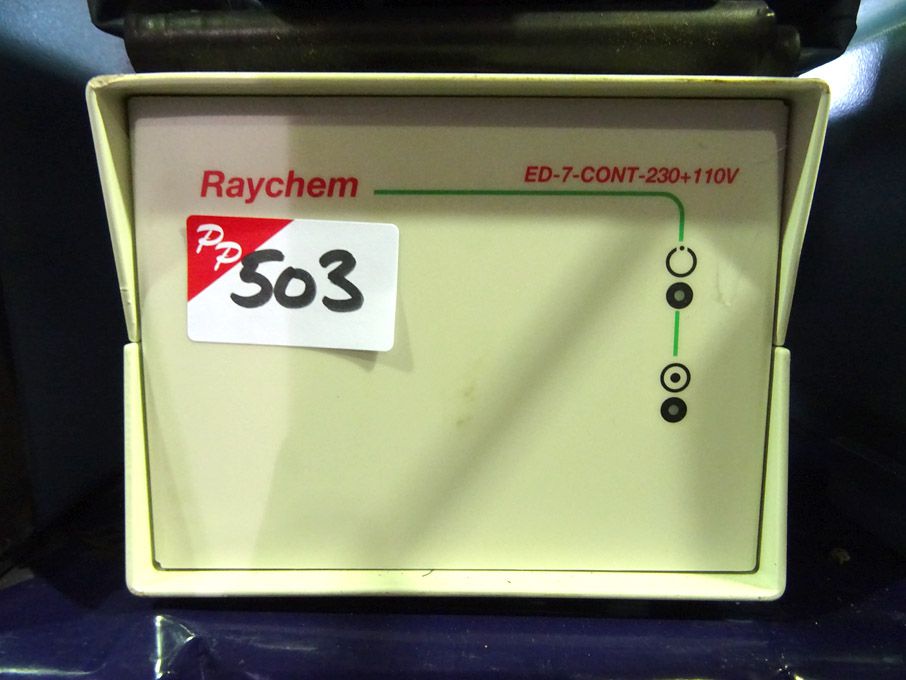 Raychem
ED-7-CONT-230+110V
PP
503